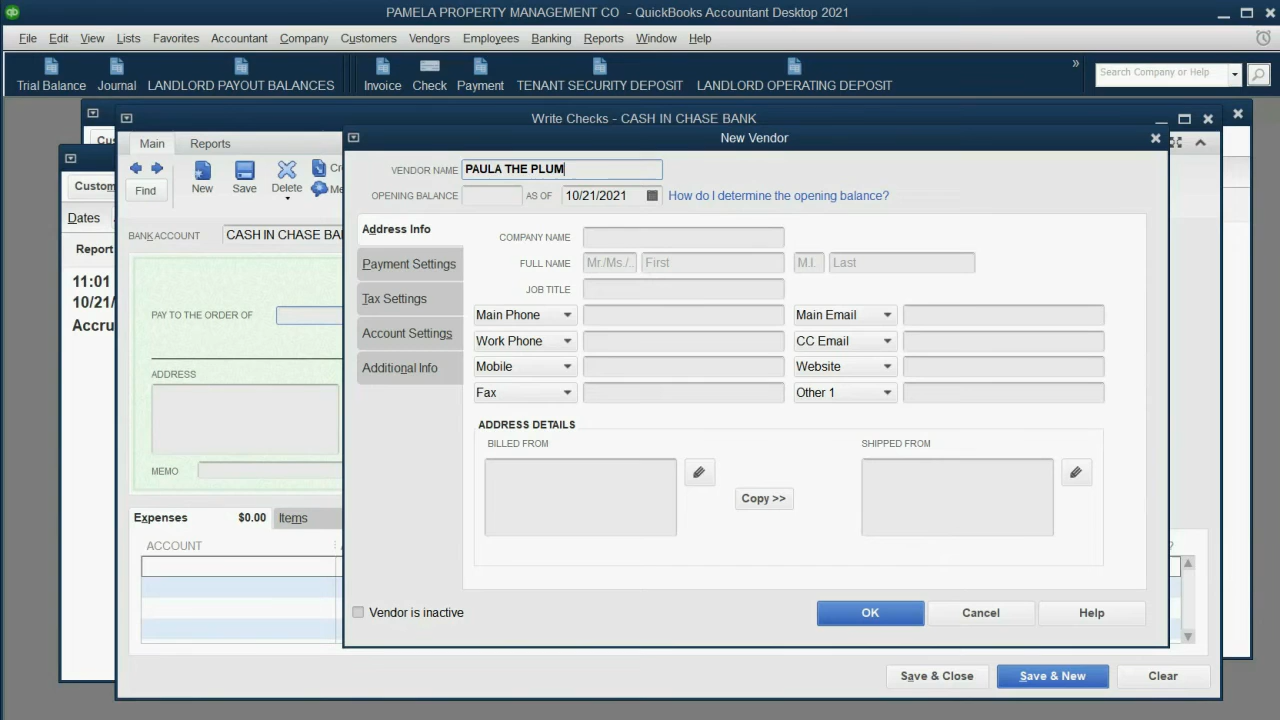 PAMELA PROPERTY MANAGEMENT CO - QuickBooks Accountant Desktop 2021
File Edit View Lists Favorites Accountant Company Customers Vendors Employees Banking Reports Window Help
Trial Balance Journal LANDLORD PAYOUT BALANCES Invoice Check Payment TENANT SECURITY DEPOSIT LANDLORD OPERATING DEPOSIT » Search Company or Help
Write Checks - CASH IN CHASE BANK
New Vendor
Main Reports
Find New Save Delete
Custom
Dates
Report
11:01
10/21/
Accru
BANK ACCOUNT CASH IN CHASE BA
PAY TO THE ORDER OF
ADDRESS
MEMO
Expenses $0.00 Items
ACCOUNT
VENDOR NAME PAULA THE PLUM
OPENING BALANCE AS OF 10/21/2021 How do I determine the opening balance?
Address Info
Payment Settings
Tax Settings
Account Settings
Additional Info
COMPANY NAME
FULL NAME Mr./Ms./.. First M.I. Last
JOB TITLE
Main Phone Main Email
Work Phone CC Email
Mobile Website
Fax Other 1
ADDRESS DETAILS
BILLED FROM SHIPPED FROM
Copy >>
Vendor is inactive OK Cancel Help
Save & Close Save & New Clear